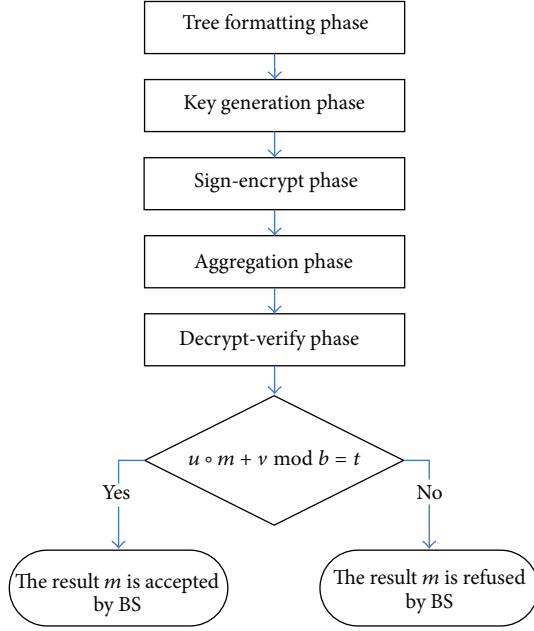 Tree formatting phase
Key generation phase
Sign-encrypt phase
Aggregation phase
Decrypt-verify phase
u ∘ m + v mod b = t
Yes
No
The result m is accepted
by BS
The result m is refused
by BS